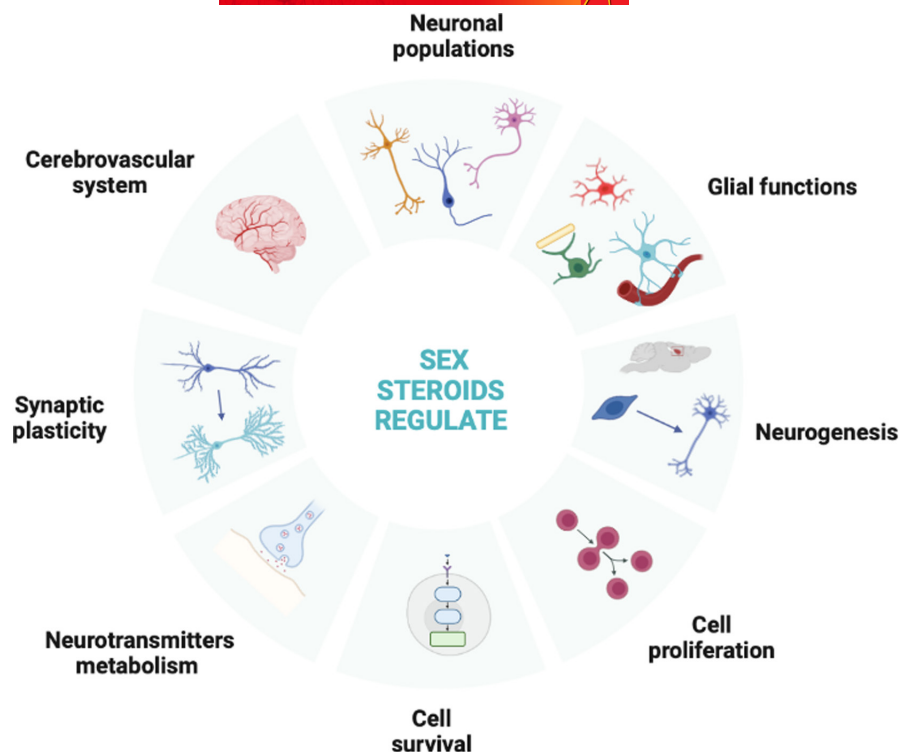 Neuronal
populations
Cerebrovascular
system
Glial functions
SEX
STEROIDS
REGULATE
Synaptic
plasticity
Neurogenesis
Neurotransmitters
metabolism
Cell
proliferation
Cell
survival